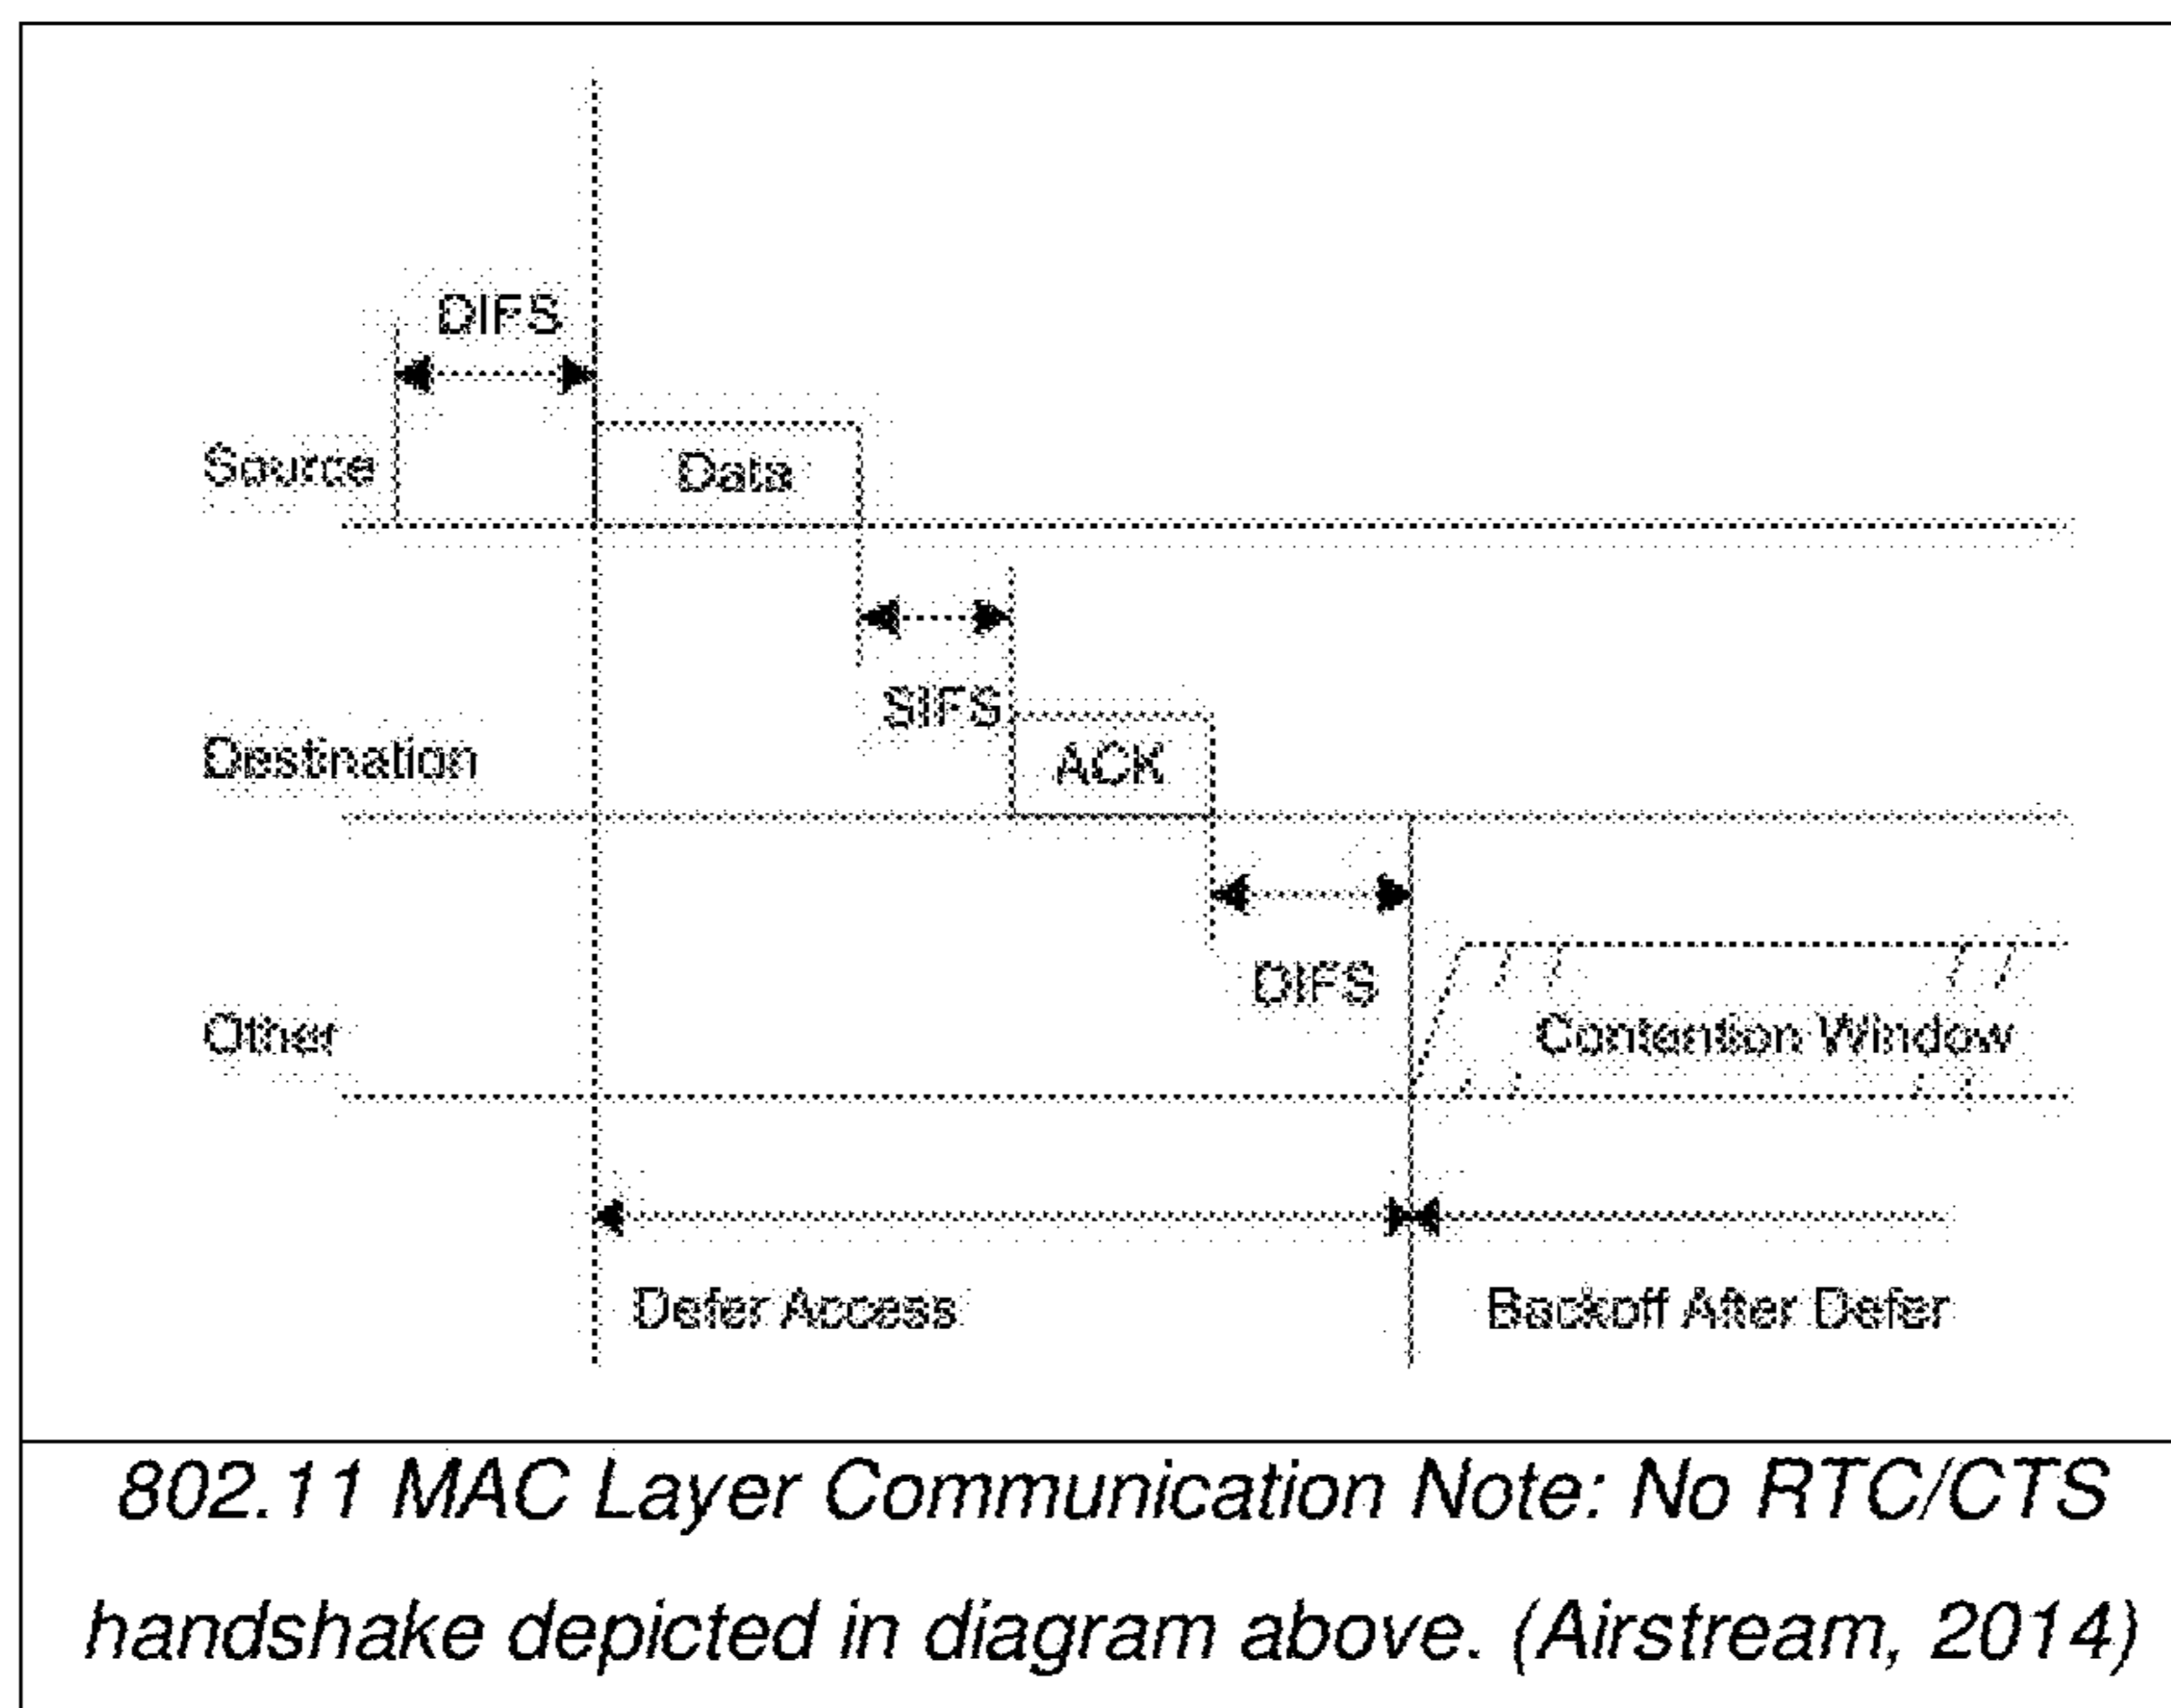 DIFS
Source
Data
SIFS
Destination
ACK
DIFS
Other
Contention Window
Defer Access
Backoff After Defer
802.11 MAC Layer Communication Note: No RTC/CTS
handshake depicted in diagram above. (Airstream, 2014)